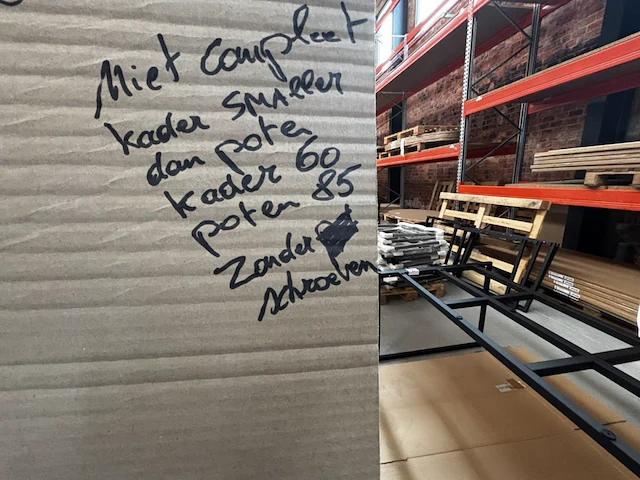 Niet compleet
kader smaller
dan poten
kader 60
poten 85
Zonder
schroeven